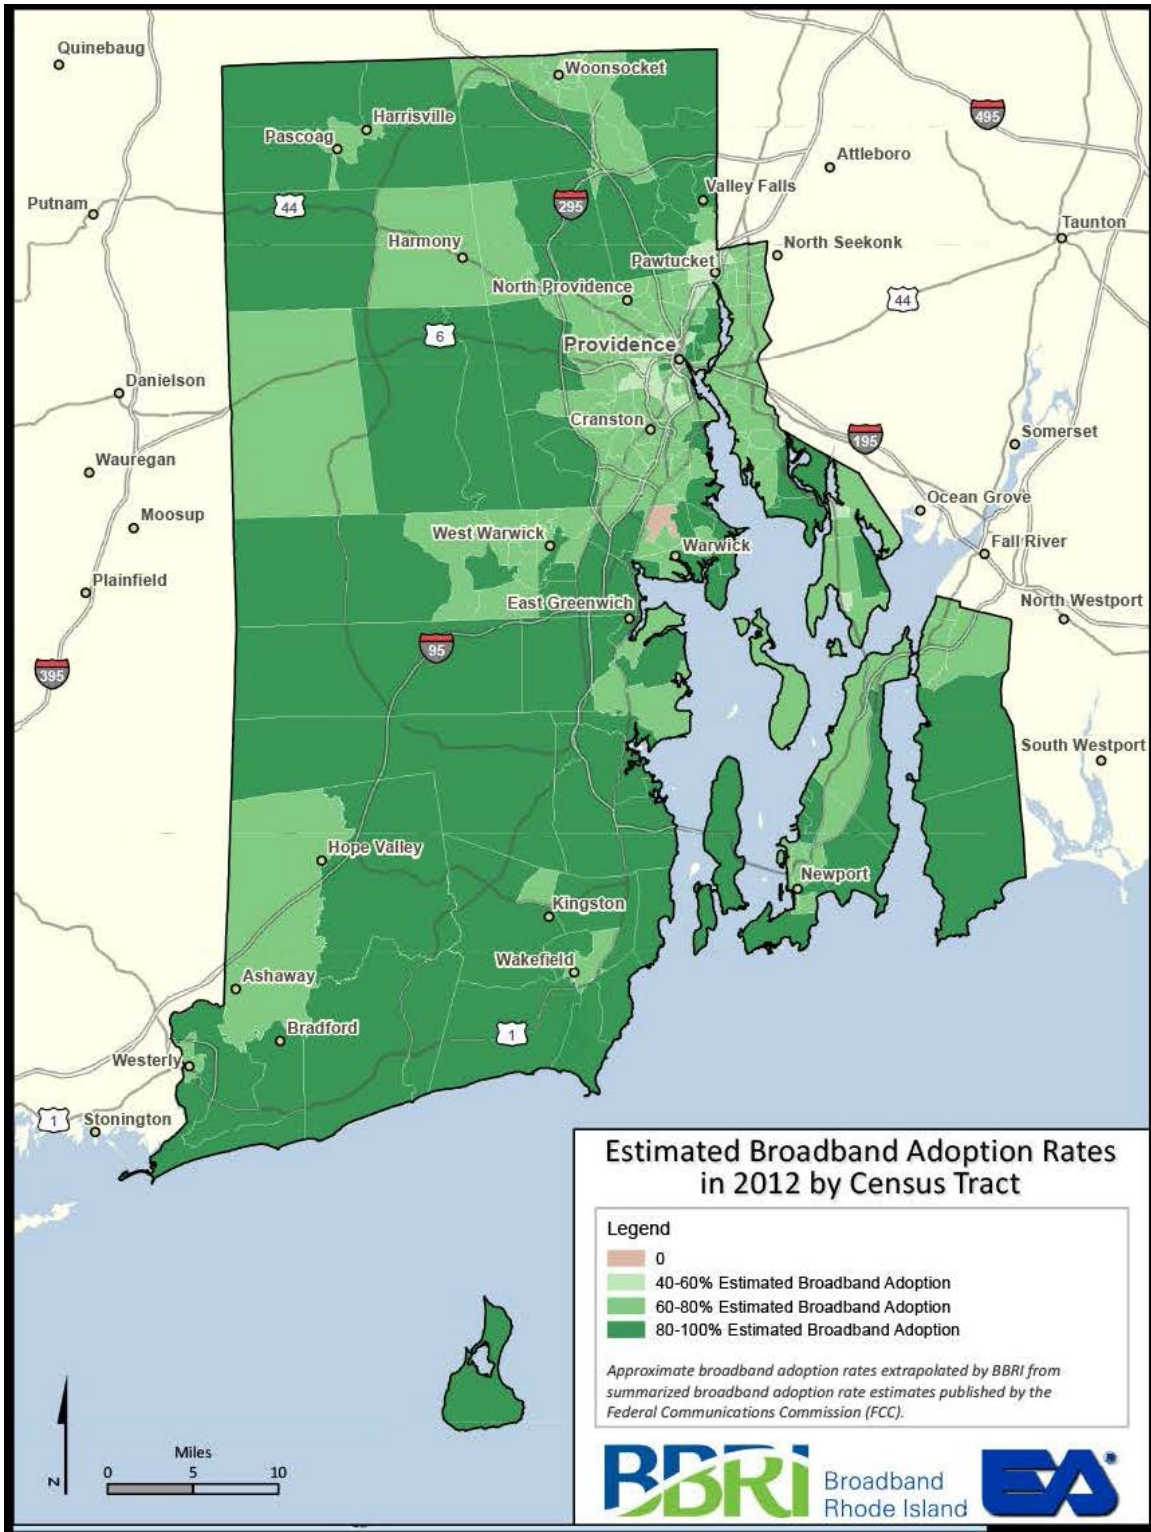 Quinebaug
Woonsocket
495
Harrisville
Pascoag
Attleboro
Valley Falls
Putnam
44
295
Taunton
Harmony
North Seekonk
Pawtucket
North Providence
44
6
Providence
Danielson
Cranston
195
Somerset
Wauregan
Ocean Grove
Moosup
West Warwick
Warwick
Fall River
Plainfield
East Greenwich
North Westport
95
395
South Westport
Hope Valley
Newport
Kingston
Wakefield
Ashaway
Bradford
1
Westerly
1
Stonington
Estimated Broadband Adoption Rates
in 2012 by Census Tract
Legend
0
40-60% Estimated Broadband Adoption
60-80% Estimated Broadband Adoption
80-100% Estimated Broadband Adoption
Approximate broadband adoption rates extrapolated by BBRI from
summarized broadband adoption rate estimates published by the
Federal Communications Commission (FCC).
N
Miles
0 5 10
BBRI
Broadband
Rhode Island
EA